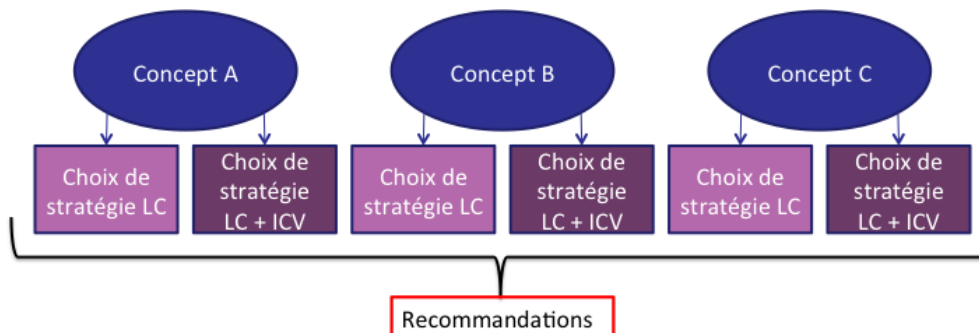 Concept A
Concept B
Concept C
Choix de
stratégie LC
Choix de
stratégie
LC + ICV
Choix de
stratégie LC
Choix de
stratégie
LC + ICV
Choix de
stratégie LC
Choix de
stratégie
LC + ICV
Recommandations